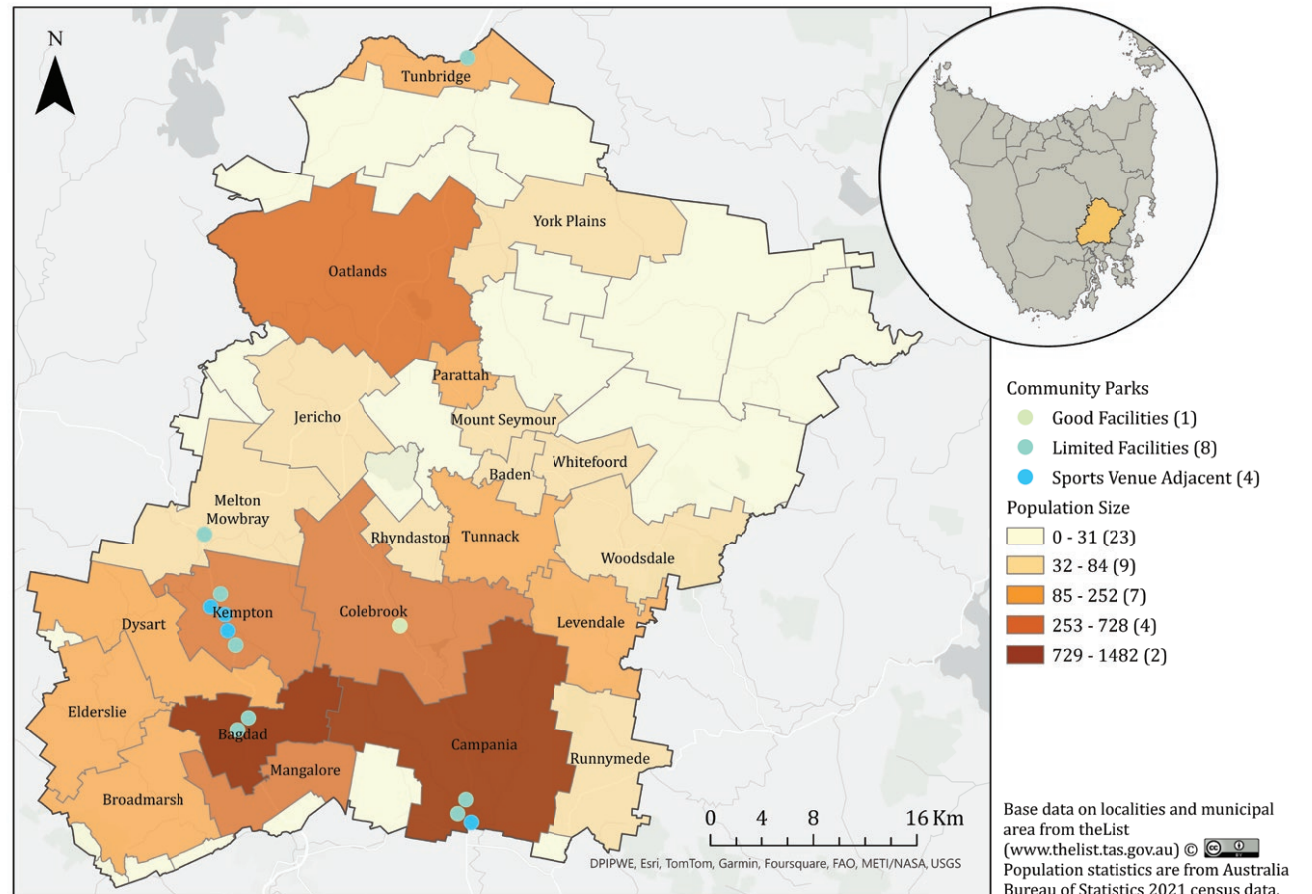 N
Tunbridge
York Plains
Oatlands
Parattah
Jericho
Mount Seymour
Baden
Whitefoord
Melton
Mowbray
Rhyndaston
Tunnack
Woodsdale
Kempton
Colebrook
Dysart
Levendale
Elderslie
Bagdad
Campania
Mangalore
Runnymede
Broadmarsh
0 4 8 16 Km
DPIPWE, Esri, TomTom, Garmin, Foursquare, FAO, METI/NASA, USGS
Community Parks
Good Facilities (1)
Limited Facilities (8)
Sports Venue Adjacent (4)
Population Size
0 - 31 (23)
32 - 84 (9)
85 - 252 (7)
253 - 728 (4)
729 - 1482 (2)
Base data on localities and municipal
area from theList
(www.thelist.tas.gov.au) © CC BY
Population statistics are from Australia
Bureau of Statistics 2021 census data.